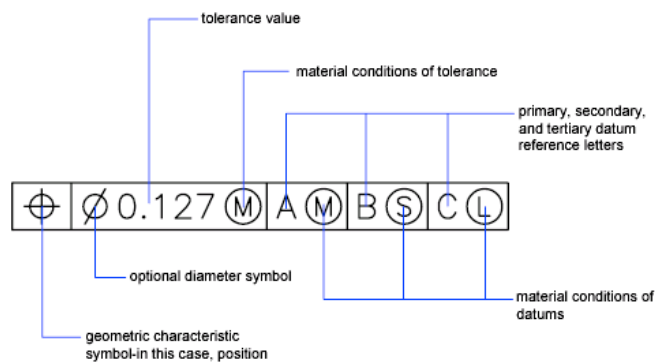 tolerance value
material conditions of tolerance
primary, secondary,
and tertiary datum
reference letters
⌖ Ø 0.127 Ⓜ A Ⓜ B Ⓢ C Ⓛ
optional diameter symbol
material conditions of
datums
geometric characteristic
symbol-in this case, position